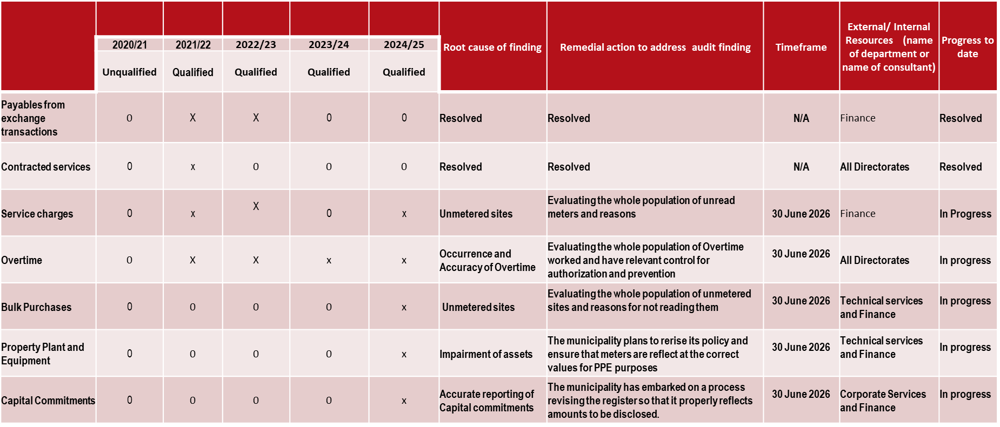 2020/21 2021/22 2022/23 2023/24 2024/25 Root cause of finding Remedial action to address audit finding Timeframe External/ Internal
Resources (name
of department or
name of consultant) Progress to
date
Unqualified Qualified Qualified Qualified Qualified
Payables from
exchange
transactions 0 X X 0 0 Resolved Resolved N/A Finance Resolved
Contracted services 0 x 0 0 0 Resolved Resolved N/A All Directorates Resolved
Service charges 0 x X 0 x Unmetered sites Evaluating the whole population of unread
meters and reasons 30 June 2026 Finance In Progress
Overtime 0 X X x x Occurrence and
Accuracy of Overtime Evaluating the whole population of Overtime
worked and have relevant control for
authorization and prevention 30 June 2026 All Directorates In progress
Bulk Purchases 0 0 0 0 x Unmetered sites Evaluating the whole population of unmetered
sites and reasons for not reading them 30 June 2026 Technical services
and Finance In progress
Property Plant and
Equipment 0 0 0 0 x Impairment of assets The municipality plans to rerise its policy and
ensure that meters are reflect at the correct
values for PPE purposes 30 June 2026 Technical services
and Finance In progress
Capital Commitments 0 0 0 0 x Accurate reporting of
Capital commitments The municipality has embarked on a process
revising the register so that it properly reflects
amounts to be disclosed. 30 June 2026 Corporate Services
and Finance In progress